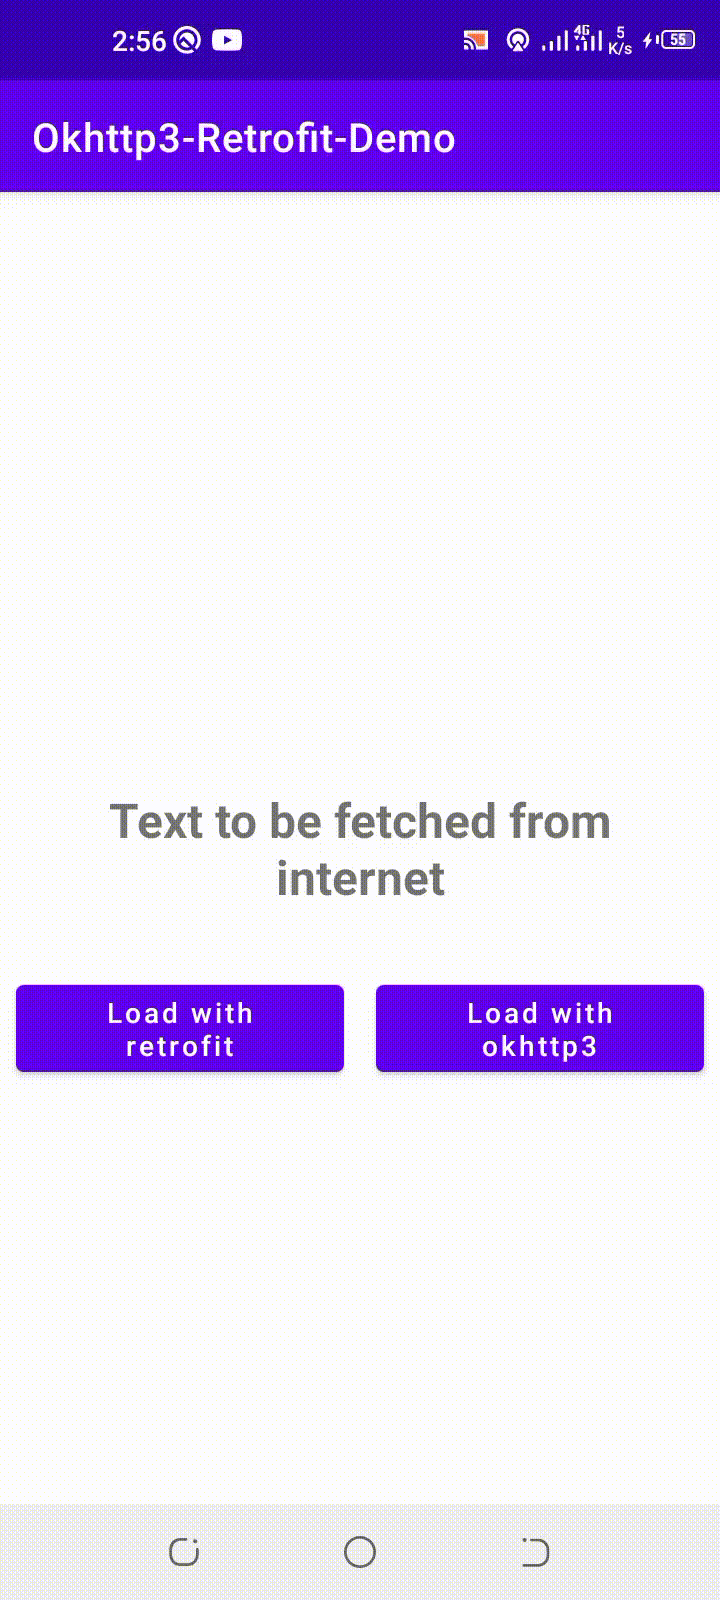 2:56
4G
5
K/s
55
Okhttp3-Retrofit-Demo
Text to be fetched from
internet
Load with
retrofit
Load with
okhttp3